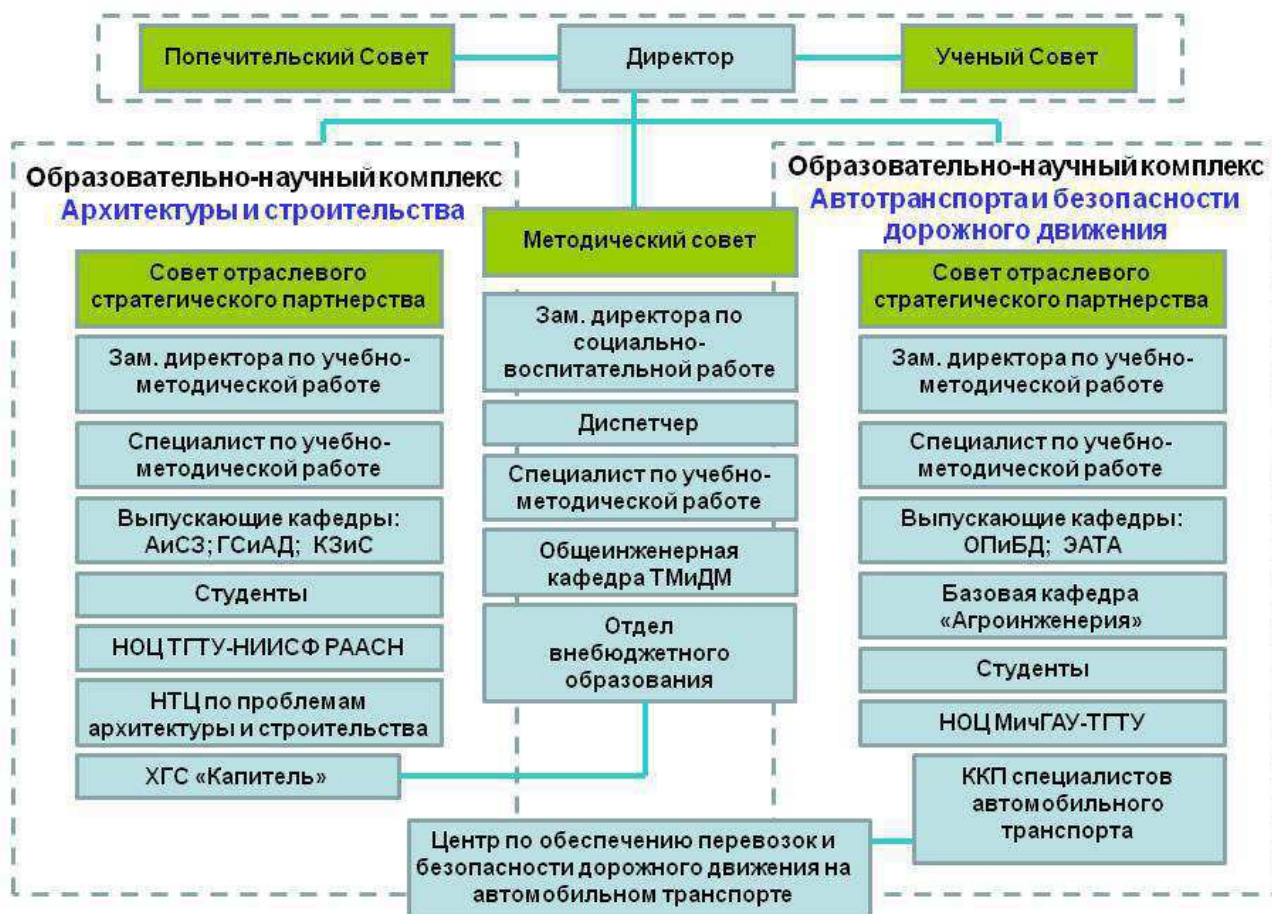 Попечительский Совет
Директор
Ученый Совет
Образовательно-научный комплекс
Архитектуры и строительства
Совет отраслевого
стратегического партнерства
Зам. директора по учебно-
методической работе
Специалист по учебно-
методической работе
Выпускающие кафедры:
АиСЗ; ГСиАД; КЗиС
Студенты
НОЦ ТГТУ-НИИСФ РААСН
НТЦ по проблемам
архитектуры и строительства
ХГС «Капитель»
Методический совет
Зам. директора по
социально-
воспитательной работе
Диспетчер
Специалист по учебно-
методической работе
Общеинженерная
кафедра ТМиДМ
Отдел
внебюджетного
образования
Образовательно-научный комплекс
Автотранспорта и безопасности
дорожного движения
Совет отраслевого
стратегического партнерства
Зам. директора по учебно-
методической работе
Специалист по учебно-
методической работе
Выпускающие кафедры:
ОПиБД; ЭАТА
Базовая кафедра
«Агроинженерия»
Студенты
НОЦ МичГАУ-ТГТУ
ККП специалистов
автомобильного
транспорта
Центр по обеспечению перевозок и
безопасности дорожного движения на
автомобильном транспорте